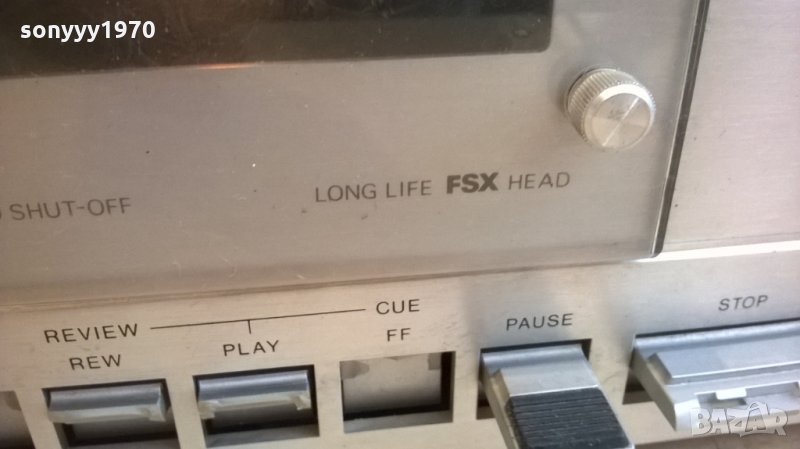 sonyyy1970
SHUT-OFF
LONG LIFE FSX HEAD
REVIEW
CUE
REW
PLAY
FF
PAUSE
STOP
BAZAR